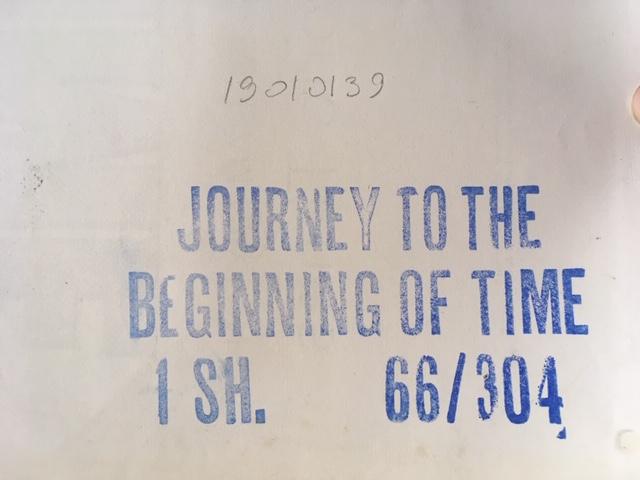 19010139
JOURNEY TO THE
BEGINNING OF TIME
1 SH. 66/304